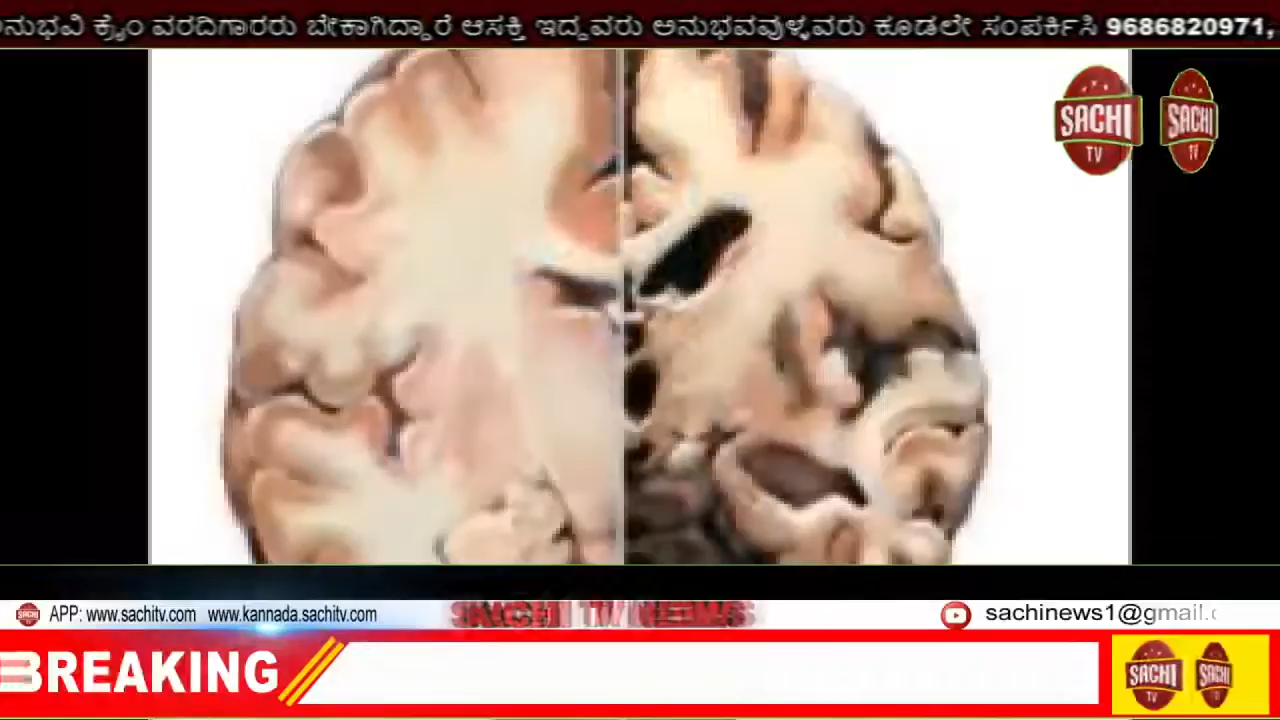 ಅನುಭವಿ ಕ್ರೈಂ ವರದಿಗಾರರು ಬೇಕಾಗಿದ್ದಾರೆ ಆಸಕ್ತಿ ಇದ್ದವರು ಅನುಭವವುಳ್ಳವರು ಕೂಡಲೇ ಸಂಪರ್ಕಿಸಿ 9686820971,
SACHI TV
SACHI TV
APP: www.sachitv.com www.kannada.sachitv.com
sachinews1@gmail.c
BREAKING
SACHI TV
SACHI TV